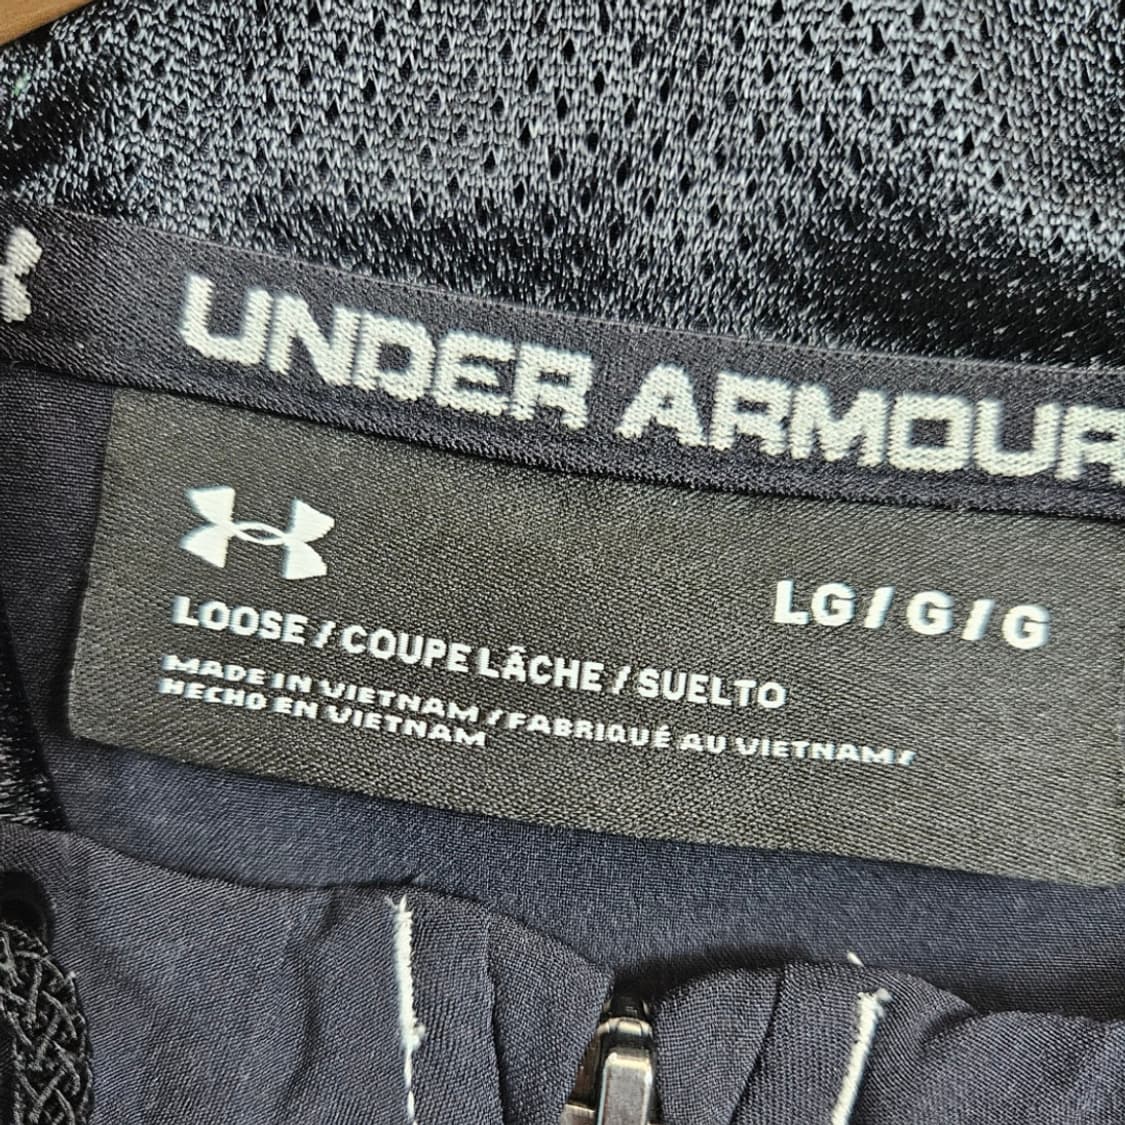 UNDER ARMOUR
LG/G/G
LOOSE / COUPE LÂCHE / SUELTO
MADE IN VIETNAM / FABRIQUÉ AU VIETNAM /
HECHO EN VIETNAM